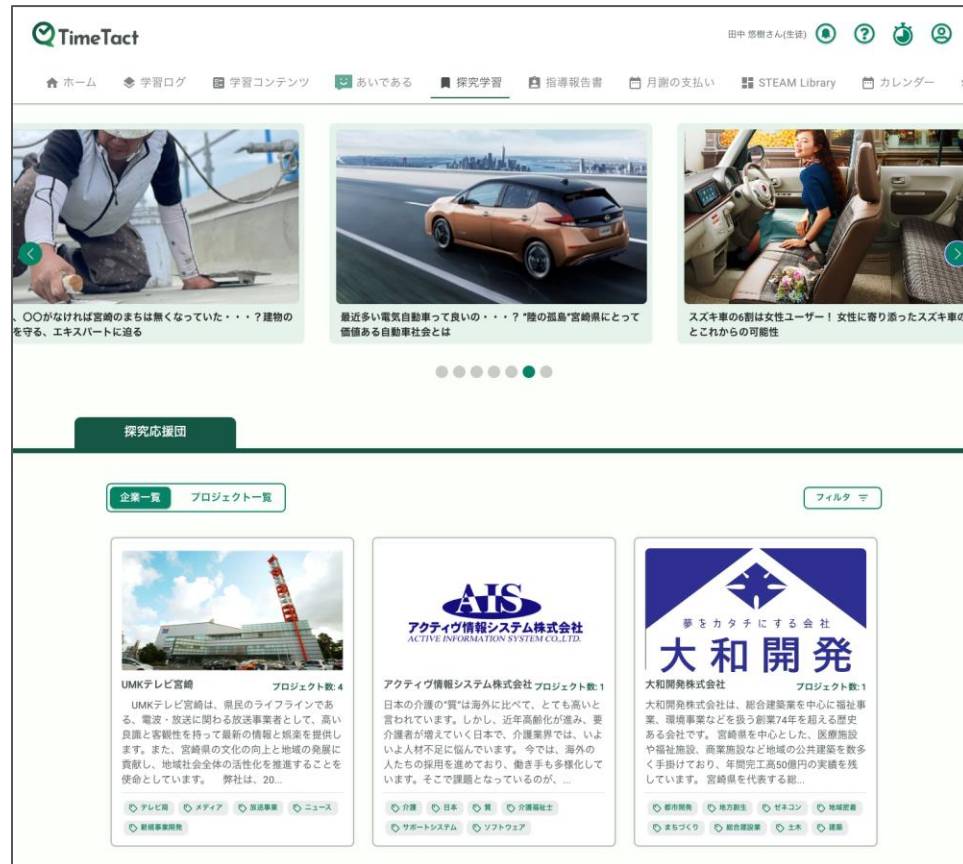 TimeTact
田中 悠樹さん(生徒)
ホーム
学習ログ
学習コンテンツ
あいである
探究学習
指導報告書
月謝の支払い
STEAM Library
カレンダー
、〇〇がなければ宮崎のまちは無くなっていた・・・？建物の
を守る、エキスパートに迫る
最近多い電気自動車って良いの・・・？"陸の孤島"宮崎県にとって
価値ある自動車社会とは
スズキ車の6割は女性ユーザー！ 女性に寄り添ったスズキ車の
とこれからの可能性
探究応援団
企業一覧
プロジェクト一覧
フィルタ
UMKテレビ宮崎
プロジェクト数: 4
UMKテレビ宮崎は、県民のライフラインであ
る、電波・放送に関わる放送事業者として、高い
良識と客観性を持って最新の情報と娯楽を提供し
ます。また、宮崎県の文化の向上と地域の発展に
貢献し、地域社会全体の活性化を推進することを
使命としています。 弊社は、20...
テレビ局
メディア
放送事業
ニュース
新規事業開発
AIS
アクティヴ情報システム株式会社
ACTIVE INFORMATION SYSTEM CO.,LTD.
アクティヴ情報システム株式会社
プロジェクト数: 1
日本の介護の"質"は海外に比べて、とても高いと
言われています。しかし、近年高齢化が進み、要
介護者が増えていく日本で、介護業界では、いよ
いよ人材不足に悩んでいます。 今では、海外の
人たちの採用を進めており、働き手も多様化して
います。そこで課題となっているのが、...
介護
日本
質
介護福祉士
サポートシステム
ソフトウェア
夢をカタチにする会社
大和開発
大和開発株式会社
プロジェクト数: 1
大和開発株式会社は、総合建築業を中心に福祉事
業、環境事業などを扱う創業74年を超える歴史
ある会社です。 宮崎県を中心とした、医療施設
や福祉施設、商業施設など地域の公共建築を数多
く手掛けており、年間完工高50億円の実績を残
しています。 宮崎県を代表する総...
都市開発
地方創生
ゼネコン
地域密着
まちづくり
総合建設業
土木
建築